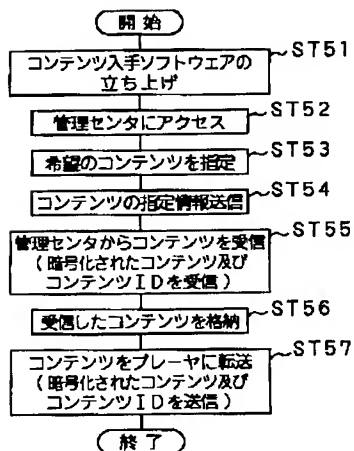 開始
コンテンツ入手ソフトウェアの
立ち上げ
ST51
管理センタにアクセス
ST52
希望のコンテンツを指定
ST53
コンテンツの指定情報送信
ST54
管理センタからコンテンツを受信
(暗号化されたコンテンツ及び
コンテンツIDを受信)
ST55
受信したコンテンツを格納
ST56
コンテンツをプレーヤに転送
(暗号化されたコンテンツ及び
コンテンツIDを送信)
ST57
終了